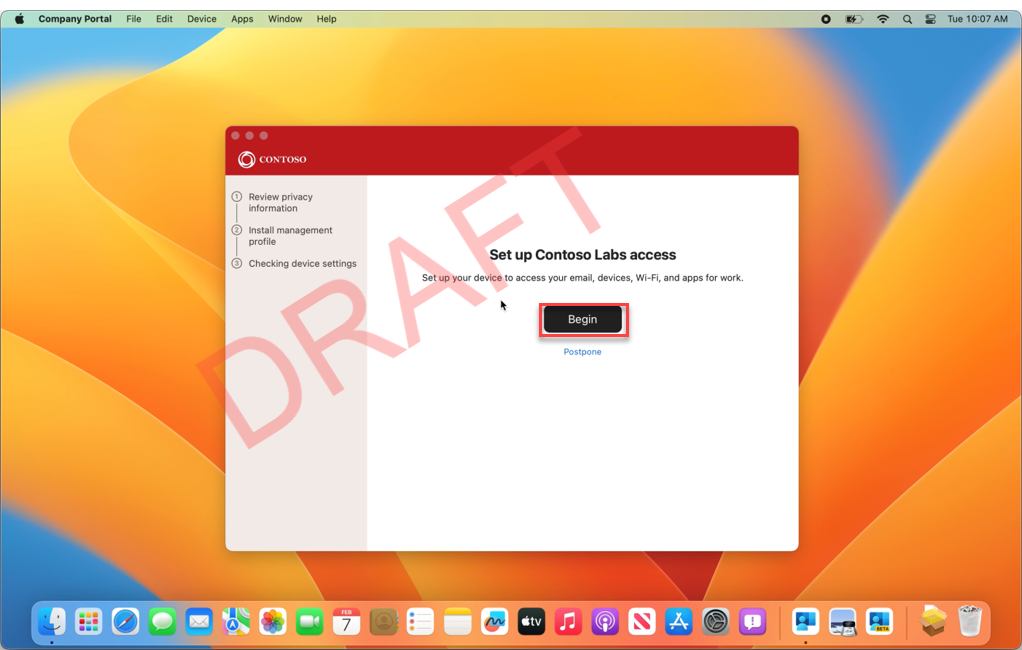 Company Portal File Edit Device Apps Window Help Tue 10:07 AM
CONTOSO
1 Review privacy
information
2 Install management
profile
3 Checking device settings
Set up Contoso Labs access
Set up your device to access your email, devices, Wi-Fi, and apps for work.
Begin
Postpone
DRAFT
FEB
7
tv
BETA